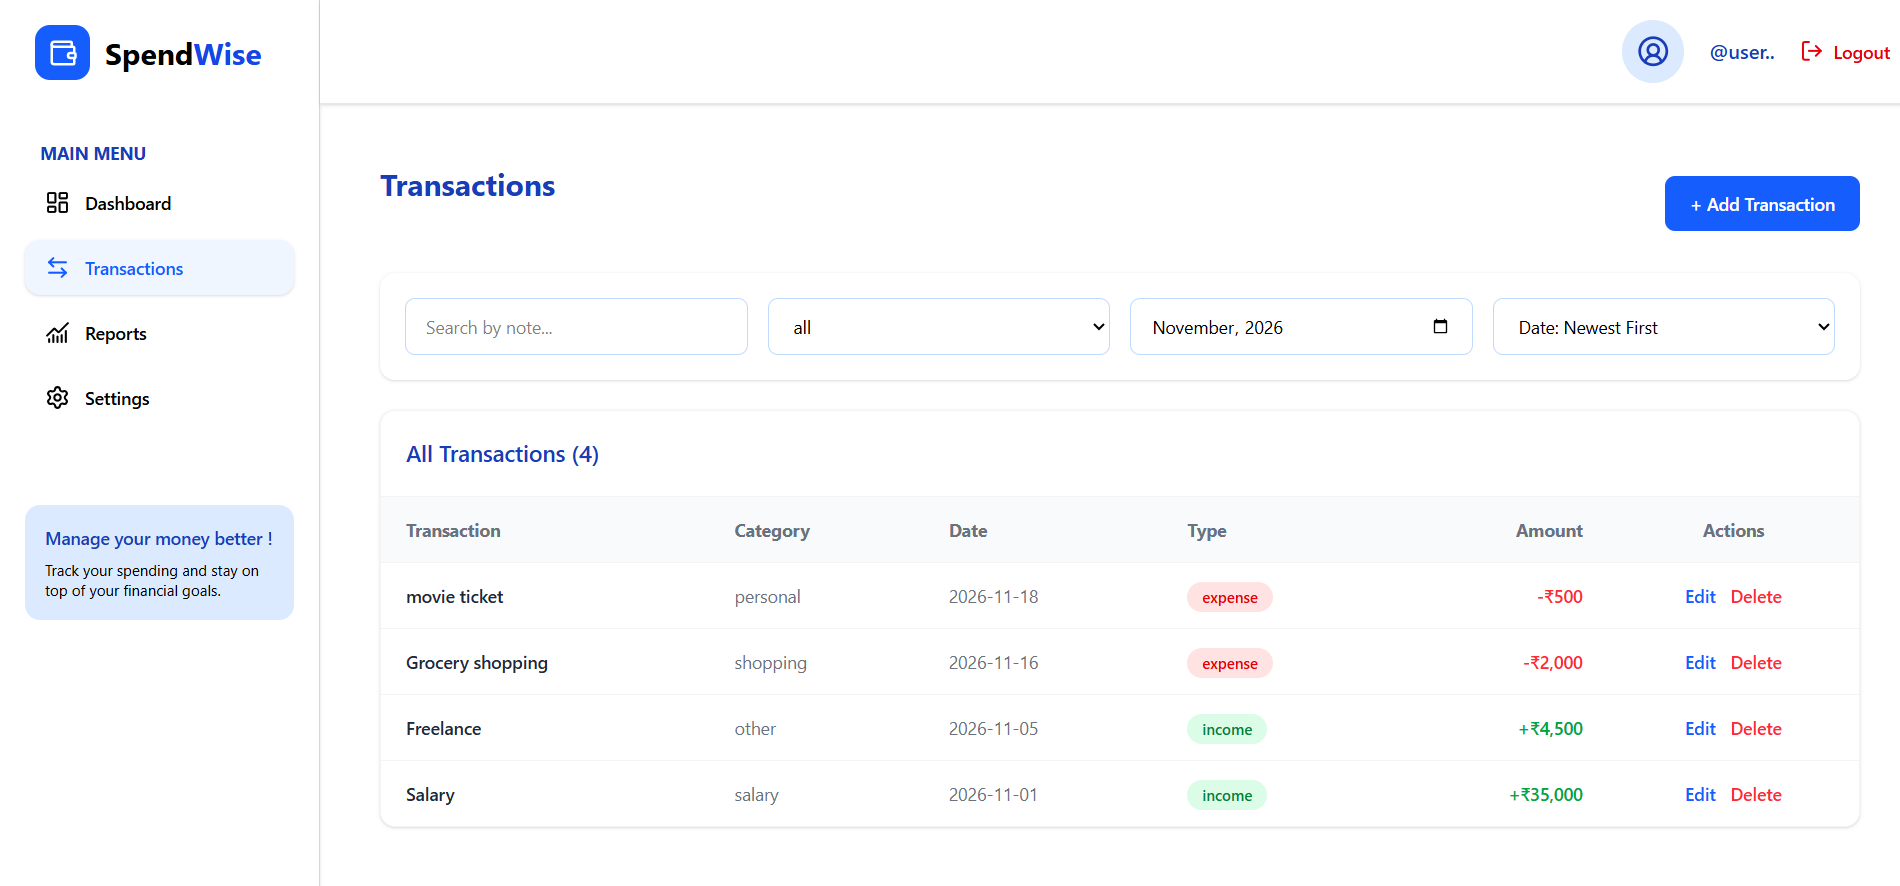 SpendWise
@user..
Logout
MAIN MENU
Dashboard
Transactions
Reports
Settings
Manage your money better !
Track your spending and stay on
top of your financial goals.
Transactions
+ Add Transaction
Search by note...
all
November, 2026
Date: Newest First
All Transactions (4)
Transaction Category Date Type Amount Actions
movie ticket personal 2026-11-18 expense -₹500 Edit Delete
Grocery shopping shopping 2026-11-16 expense -₹2,000 Edit Delete
Freelance other 2026-11-05 income +₹4,500 Edit Delete
Salary salary 2026-11-01 income +₹35,000 Edit Delete